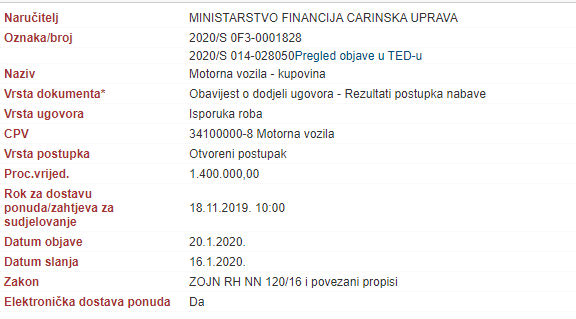 Naručitelj MINISTARSTVO FINANCIJA CARINSKA UPRAVA
Oznaka/broj 2020/S 0F3-0001828
2020/S 014-028050Pregled objave u TED-u
Naziv Motorna vozila - kupovina
Vrsta dokumenta* Obavijest o dodjeli ugovora - Rezultati postupka nabave
Vrsta ugovora Isporuka roba
CPV 34100000-8 Motorna vozila
Vrsta postupka Otvoreni postupak
Proc.vrijed. 1.400.000,00
Rok za dostavu
ponuda/zahtjeva za 18.11.2019. 10:00
sudjelovanje
Datum objave 20.1.2020.
Datum slanja 16.1.2020.
Zakon ZOJN RH NN 120/16 i povezani propisi
Elektronička dostava ponuda Da